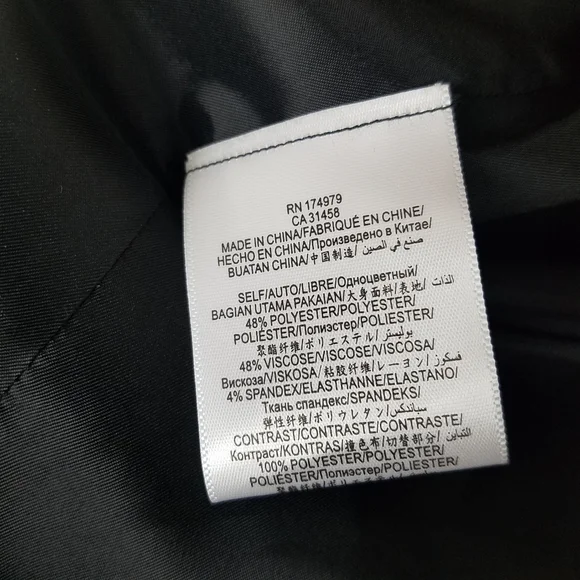 RN 174979
CA 31458
MADE IN CHINA/FABRIQUÉ EN CHINE/
HECHO EN CHINA/Произведено в Китае/
BUATAN CHINA/中国制造/ صنع في الصين
SELF/AUTO/LIBRE/Одноцветный/
BAGIAN UTAMA PAKAIAN/大身面料/表地/ الذات
48% POLYESTER/POLYESTER/
POLIÉSTER/Полиэстер/POLIESTER/
聚酯纤维/ポリエステル/ بوليستر
48% VISCOSE/VISCOSE/VISCOSA/
Вискоза/VISKOSA/粘胶纤维/レーヨン/ فسكوز
4% SPANDEX/ELASTHANNE/ELASTANO/
Ткань спандекс/SPANDEKS/
弹性纤维/ポリウレタン/ سباندكس
CONTRAST/CONTRASTE/CONTRASTE/
Контраст/KONTRAS/撞色布/切替部分/ التباين
100% POLYESTER/POLYESTER/
POLIÉSTER/Полиэстер/POLIESTER/